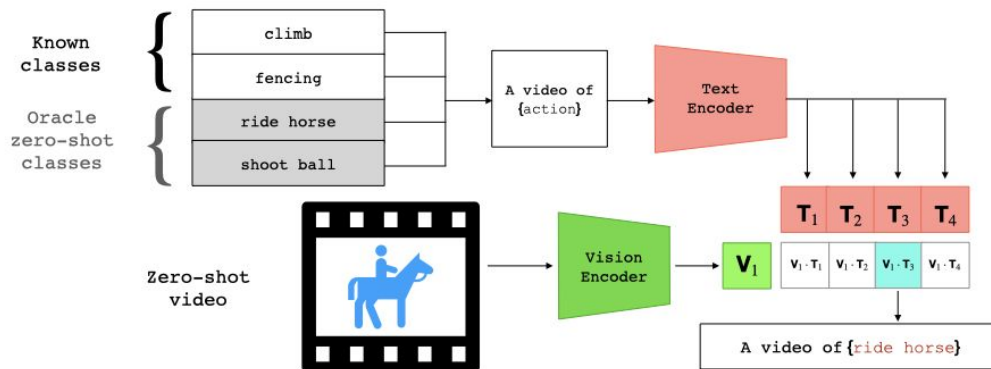 Known
classes
climb
fencing
Oracle
zero-shot
classes
ride horse
shoot ball
A video of
{action}
Text
Encoder
T₁ T₂ T₃ T₄
Zero-shot
video
Vision
Encoder
V₁
V₁ · T₁ V₁ · T₂ V₁ · T₃ V₁ · T₄
A video of {ride horse}